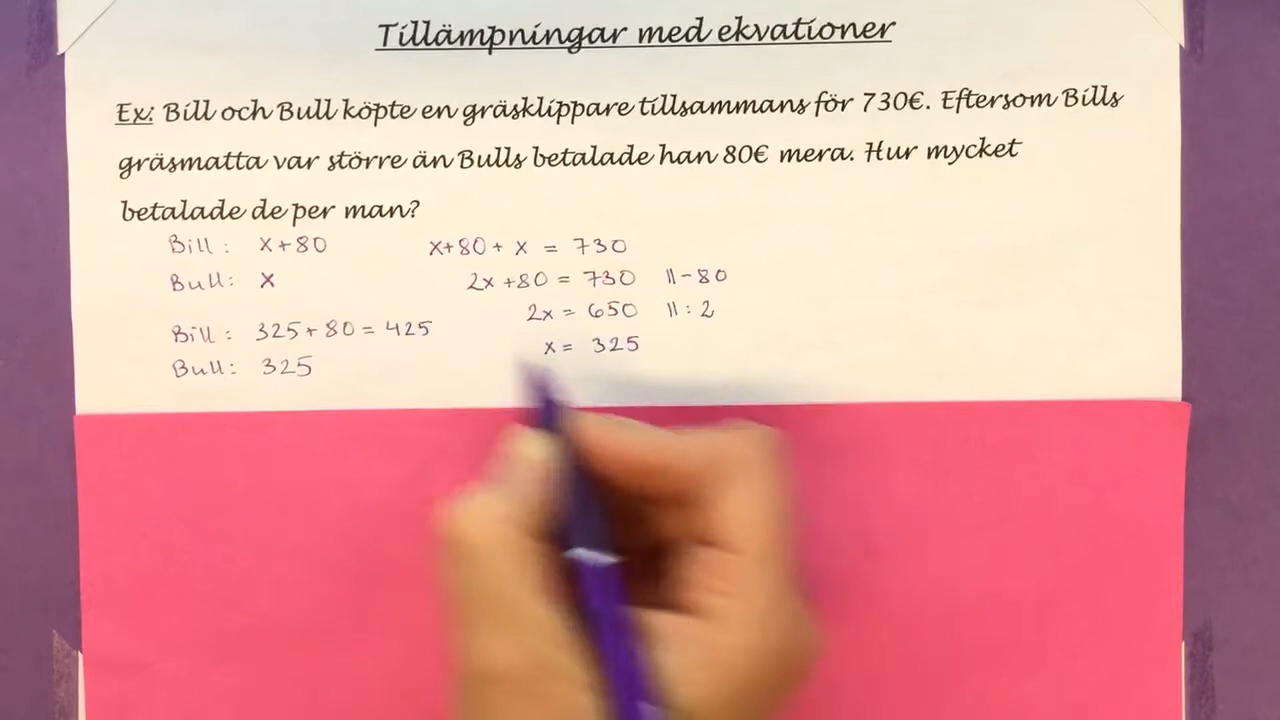 Tillämpningar med ekvationer
Ex: Bill och Bull köpte en gräsklippare tillsammans för 730€. Eftersom Bills
gräsmatta var större än Bulls betalade han 80€ mera. Hur mycket
betalade de per man?
Bill: x+80
Bull: x
x+80+ x = 730
2x +80 = 730 ||-80
2x = 650 ||: 2
x = 325
Bill: 325+80 = 425
Bull: 325